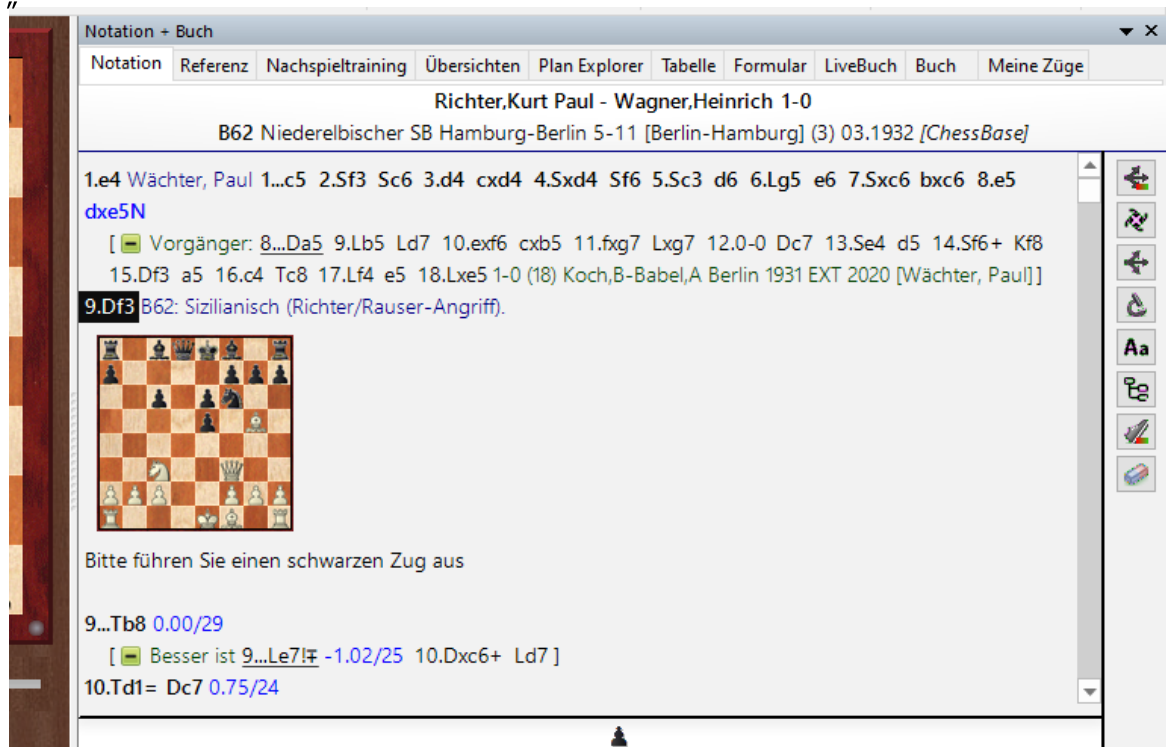 "
Notation + Buch
Notation Referenz Nachspieltraining Übersichten Plan Explorer Tabelle Formular LiveBuch Buch Meine Züge
Richter,Kurt Paul - Wagner,Heinrich 1-0
B62 Niederelbischer SB Hamburg-Berlin 5-11 [Berlin-Hamburg] (3) 03.1932 [ChessBase]
1.e4 Wächter, Paul 1...c5 2.Sf3 Sc6 3.d4 cxd4 4.Sxd4 Sf6 5.Sc3 d6 6.Lg5 e6 7.Sxc6 bxc6 8.e5
dxe5N
[ Vorgänger: 8...Da5 9.Lb5 Ld7 10.exf6 cxb5 11.fxg7 Lxg7 12.0-0 Dc7 13.Se4 d5 14.Sf6+ Kf8
15.Df3 a5 16.c4 Tc8 17.Lf4 e5 18.Lxe5 1-0 (18) Koch,B-Babel,A Berlin 1931 EXT 2020 [Wächter, Paul]]
9.Df3 B62: Sizilianisch (Richter/Rauser-Angriff).
Bitte führen Sie einen schwarzen Zug aus
9...Tb8 0.00/29
[ Besser ist 9...Le7!∓ -1.02/25 10.Dxc6+ Ld7 ]
10.Td1= Dc7 0.75/24
Aa